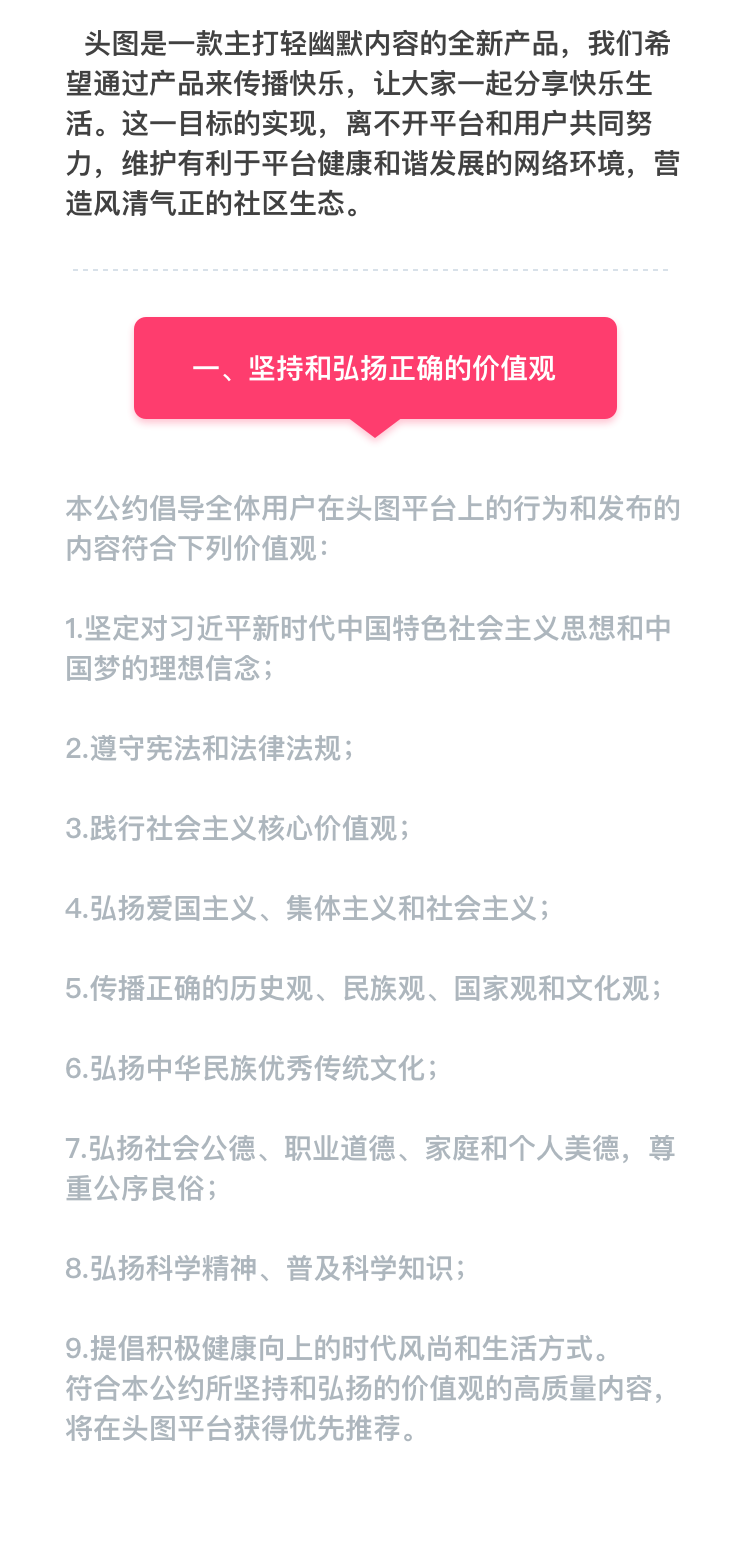 头图是一款主打轻幽默内容的全新产品，我们希
望通过产品来传播快乐，让大家一起分享快乐生
活。这一目标的实现，离不开平台和用户共同努
力，维护有利于平台健康和谐发展的网络环境，营
造风清气正的社区生态。
一、坚持和弘扬正确的价值观
本公约倡导全体用户在头图平台上的行为和发布的
内容符合下列价值观：
1.坚定对习近平新时代中国特色社会主义思想和中
国梦的理想信念；
2.遵守宪法和法律法规；
3.践行社会主义核心价值观；
4.弘扬爱国主义、集体主义和社会主义；
5.传播正确的历史观、民族观、国家观和文化观；
6.弘扬中华民族优秀传统文化；
7.弘扬社会公德、职业道德、家庭和个人美德，尊
重公序良俗；
8.弘扬科学精神、普及科学知识；
9.提倡积极健康向上的时代风尚和生活方式。
符合本公约所坚持和弘扬的价值观的高质量内容，
将在头图平台获得优先推荐。